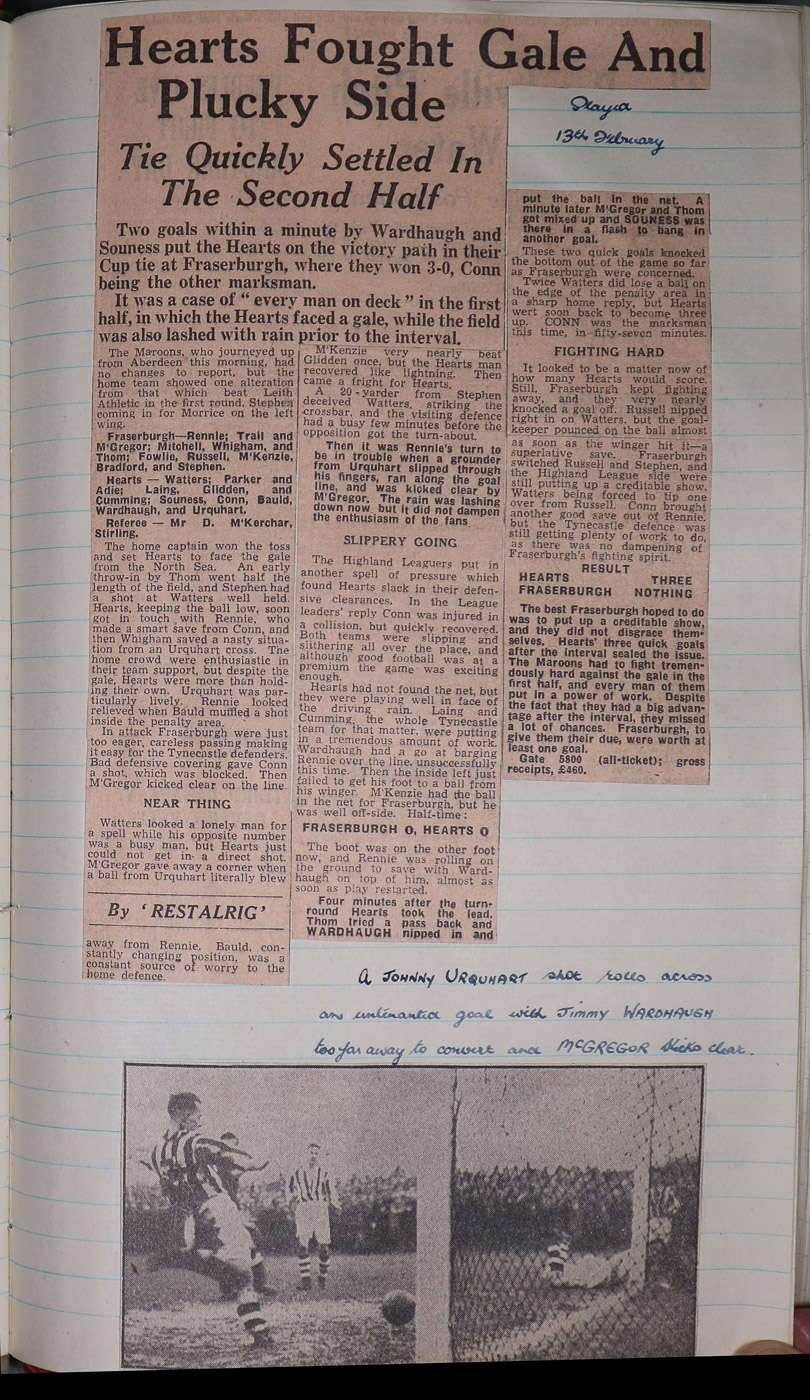 Hearts Fought Gale And
Plucky Side
Played
13th February
Tie Quickly Settled In
The Second Half
Two goals within a minute by Wardhaugh and
Souness put the Hearts on the victory path in their
Cup tie at Fraserburgh, where they won 3-0, Conn
being the other marksman.
It was a case of " every man on deck " in the first
half, in which the Hearts faced a gale, while the field
was also lashed with rain prior to the interval.
The Maroons, who journeyed up
from Aberdeen this morning, had
no changes to report, but the
home team showed one alteration
from that which beat Leith
Athletic in the first round, Stephen
coming in for Morrice on the left
wing.
Fraserburgh—Rennie; Trail and
M'Gregor; Mitchell, Whigham, and
Thom; Fowlie, Russell, M'Kenzie,
Bradford, and Stephen.
Hearts — Watters; Parker and
Adie; Laing, Glidden, and
Cumming; Souness, Conn, Bauld,
Wardhaugh, and Urquhart.
Referee — Mr D. M'Kerchar,
Stirling.
The home captain won the toss
and set Hearts to face the gale
from the North Sea. An early
throw-in by Thom went half the
length of the field, and Stephen had
a shot at Watters well held.
Hearts, keeping the ball low, soon
got in touch with Rennie, who
made a smart save from Conn, and
then Whigham saved a nasty situa-
tion from an Urquhart cross. The
home crowd were enthusiastic in
their team support, but despite the
gale, Hearts were more than hold-
ing their own. Urquhart was par-
ticularly lively. Rennie looked
relieved when Bauld muffled a shot
inside the penalty area.
In attack Fraserburgh were just
too eager, careless passing making
it easy for the Tynecastle defenders.
Bad defensive covering gave Conn
a shot, which was blocked. Then
M'Gregor kicked clear on the line.
NEAR THING
Watters looked a lonely man for
a spell while his opposite number
was a busy man, but Hearts just
could not get in a direct shot.
M'Gregor gave away a corner when
a ball from Urquhart literally blew
By 'RESTALRIG'
away from Rennie, Bauld, con-
stantly changing position, was a
constant source of worry to the
home defence.
M'Kenzie very nearly beat
Glidden once, but the Hearts man
recovered like lightning. Then
came a fright for Hearts.
A 20-yarder from Stephen
deceived Watters, striking the
crossbar, and the visiting defence
had a busy few minutes before the
opposition got the turn-about.
Then it was Rennie's turn to
be in trouble when a grounder
from Urquhart slipped through
his fingers, ran along the goal
line, and was kicked clear by
M'Gregor. The rain was lashing
down now but it did not dampen
the enthusiasm of the fans
SLIPPERY GOING
The Highland Leaguers put in
another spell of pressure which
found Hearts slack in their defen-
sive clearances. In the League
leaders' reply Conn was injured in
a collision, but quickly recovered.
Both teams were slipping and
slithering all over the place, and
although good football was at a
premium the game was exciting
enough.
Hearts had not found the net, but
they were playing well in face of
the driving rain. Laing and
Cumming, the whole Tynecastle
team for that matter, were putting
in a tremendous amount of work.
Wardhaugh had a go at barging
Rennie over the line, unsuccessfully
this time. Then the inside left just
failed to get his foot to a ball from
his winger. M'Kenzie had the ball
in the net for Fraserburgh, but he
was well off-side. Half-time:
FRASERBURGH 0, HEARTS 0
The boot was on the other foot
now, and Rennie was rolling on
the ground to save with Ward-
haugh on top of him, almost as
soon as play restarted.
Four minutes after the turn-
round Hearts took the lead.
Thom tried a pass back and
WARDHAUGH nipped in and
put the ball in the net. A
minute later M'Gregor and Thom
got mixed up and SOUNESS was
there in a flash to bang in
another goal.
These two quick goals knocked
the bottom out of the game so far
as Fraserburgh were concerned.
Twice Watters did lose a ball on
the edge of the penalty area in
a sharp home reply, but Hearts
went soon back to become three
up. CONN was the marksman
this time, in fifty-seven minutes.
FIGHTING HARD
It looked to be a matter now of
how many Hearts would score.
Still, Fraserburgh kept fighting
away, and they very nearly
knocked a goal off. Russell nipped
right in on Watters, but the goal-
keeper pounced on the ball almost
as soon as the winger hit it—a
superlative save. Fraserburgh
switched Russell and Stephen, and
the Highland League side were
still putting up a creditable show,
Watters being forced to tip one
over from Russell. Conn brought
another good save out of Rennie,
but the Tynecastle defence was
still getting plenty of work to do,
as there was no dampening of
Fraserburgh's fighting spirit.
RESULT
HEARTS THREE
FRASERBURGH NOTHING
The best Fraserburgh hoped to do
was to put up a creditable show,
and they did not disgrace them-
selves. Hearts' three quick goals
after the interval sealed the issue.
The Maroons had to fight tremen-
dously hard against the gale in the
first half, and every man of them
put in a power of work. Despite
the fact that they had a big advan-
tage after the interval, they missed
a lot of chances. Fraserburgh, to
give them their due, were worth at
least one goal.
Gate 5800 (all-ticket); gross
receipts, £460.
A JOHNNY URQUHART shot rolls across
an untenanted goal with JIMMY WARDHAUGH
too far away to convert and McGREGOR kicks clear.